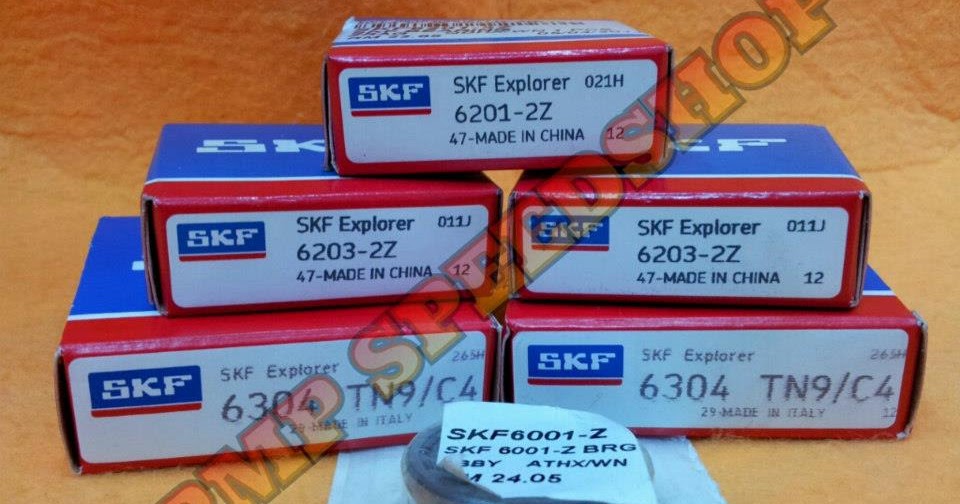 SKF
SKF Explorer 021H
6201-2Z
47-MADE IN CHINA 12
SKF
SKF
SKF Explorer 011J
6203-2Z
47-MADE IN CHINA 12
SKF
SKF Explorer 011J
6203-2Z
47-MADE IN CHINA 12
SKF
SKF Explorer 265H
6304 TN9/C4
29-MADE IN ITALY
SKF
SKF Explorer 265H
6304 TN9/C4
29-MADE IN ITALY 12
SKF6001-Z
SKF 6001-Z BRG
ATHX/WN
24.05
PMP SPEEDSHOP